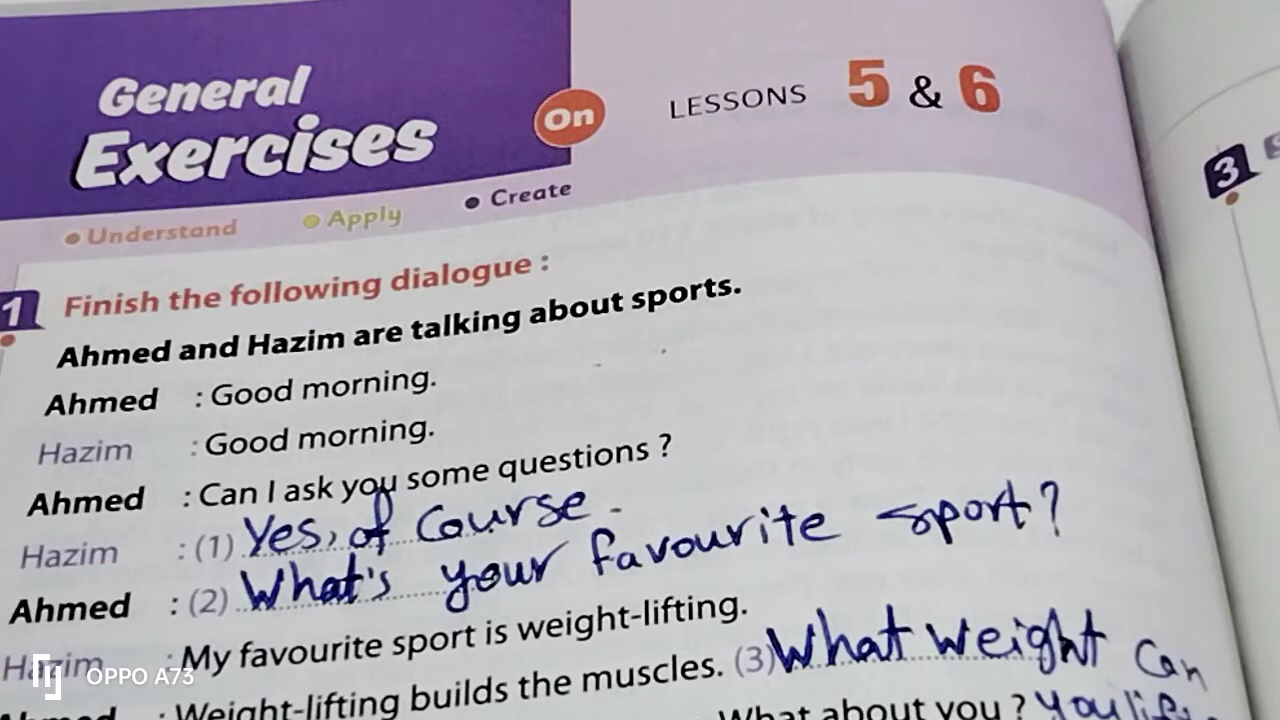 General
Exercises
On
LESSONS 5 & 6
Understand Apply Create
3
1 Finish the following dialogue :
Ahmed and Hazim are talking about sports.
Ahmed : Good morning.
Hazim : Good morning.
Ahmed : Can I ask you some questions ?
Hazim : (1) Yes, of Course.
Ahmed : (2) What's your favourite sport?
Hazim : My favourite sport is weight-lifting.
: Weight-lifting builds the muscles. (3) What weight can
What about you ? you
OPPO A73